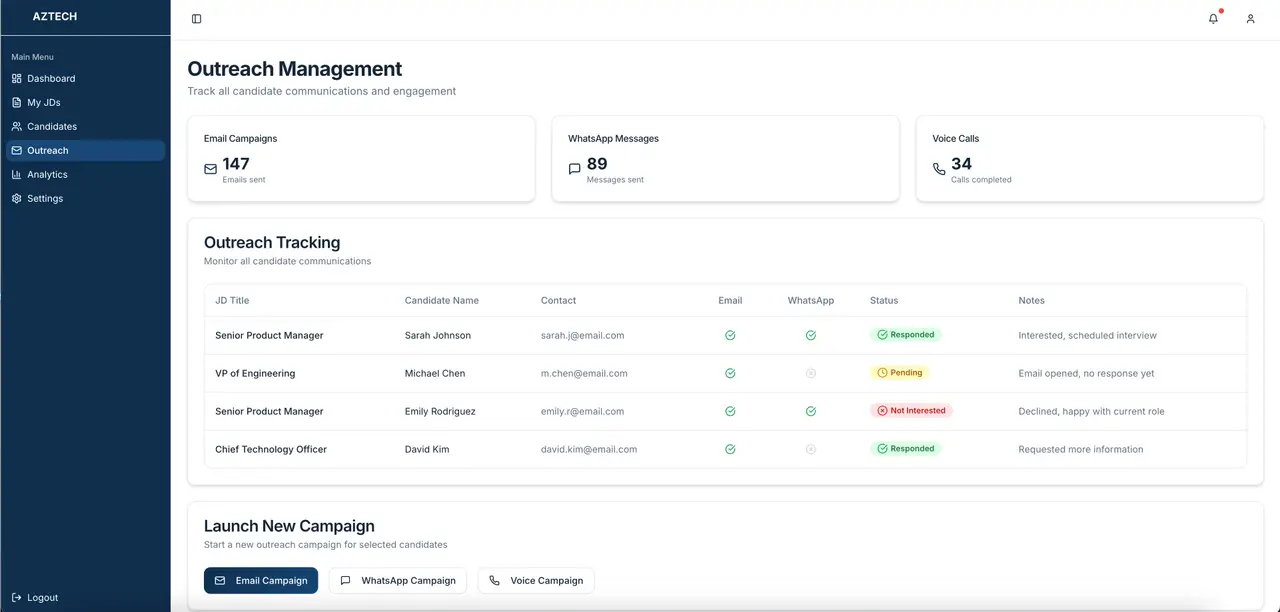 AZTECH
Main Menu
Dashboard
My JDs
Candidates
Outreach
Analytics
Settings
Logout
Outreach Management
Track all candidate communications and engagement
Email Campaigns
147
Emails sent
WhatsApp Messages
89
Messages sent
Voice Calls
34
Calls completed
Outreach Tracking
Monitor all candidate communications
JD Title Candidate Name Contact Email WhatsApp Status Notes
Senior Product Manager Sarah Johnson sarah.j@email.com Responded Interested, scheduled interview
VP of Engineering Michael Chen m.chen@email.com Pending Email opened, no response yet
Senior Product Manager Emily Rodriguez emily.r@email.com Not Interested Declined, happy with current role
Chief Technology Officer David Kim david.kim@email.com Responded Requested more information
Launch New Campaign
Start a new outreach campaign for selected candidates
Email Campaign WhatsApp Campaign Voice Campaign